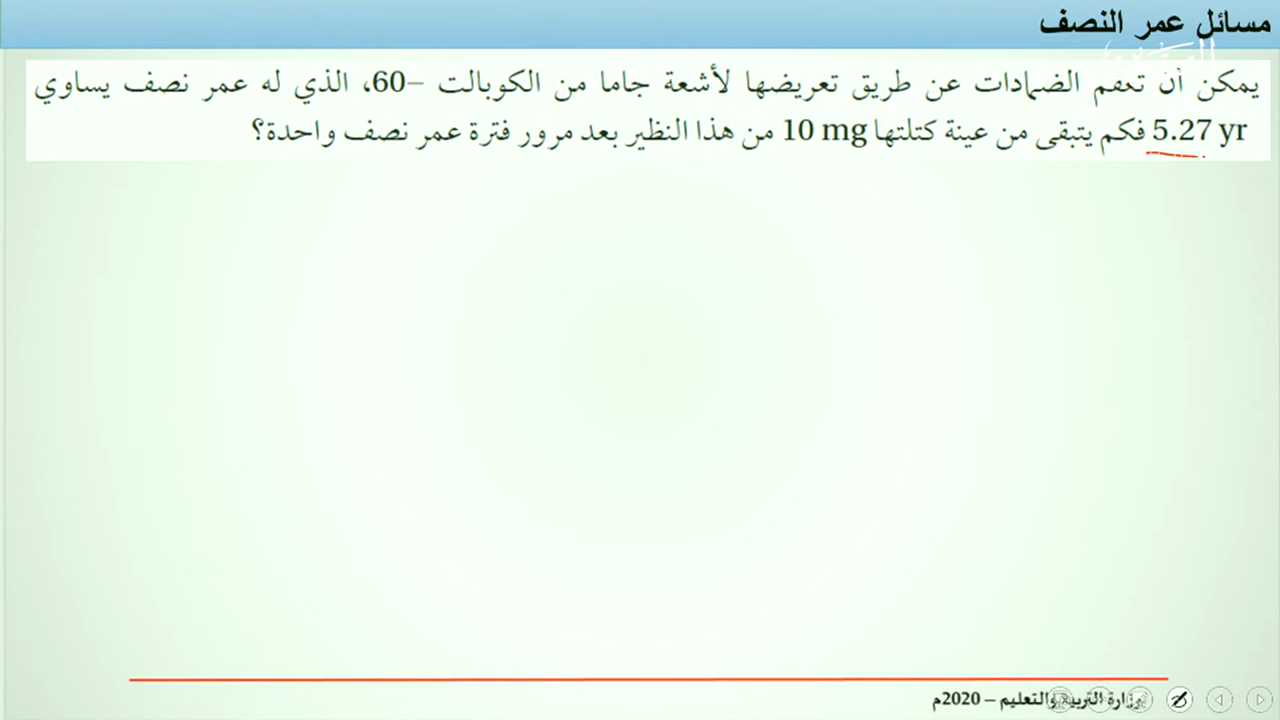 مسائل عمر النصف
يمكن أن تعقم الضمادات عن طريق تعريضها لأشعة جاما من الكوبالت –60، الذي له عمر نصف يساوي
5.27 yr فكم يتبقى من عينة كتلتها 10 mg من هذا النظير بعد مرور فترة عمر نصف واحدة؟
وزارة التربية والتعليم – 2020م